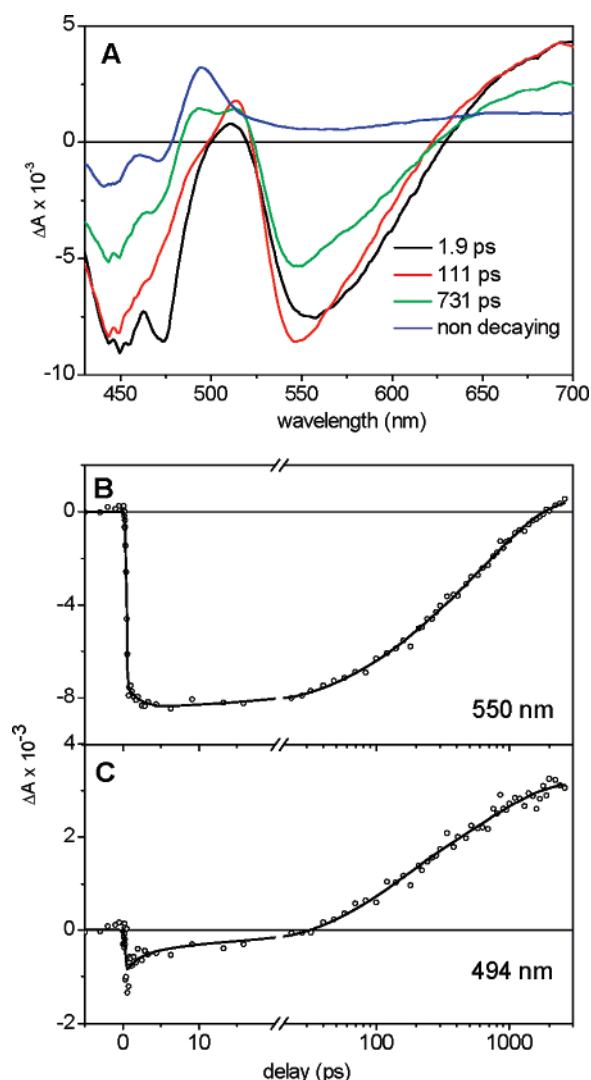 A
5
0
-5
-10
ΔA x 10⁻³
1.9 ps
111 ps
731 ps
non decaying
450 500 550 600 650 700
wavelength (nm)
B
0
-4
-8
550 nm
4
C
2
0
-2
ΔA x 10⁻³
494 nm
0 10 100 1000
delay (ps)